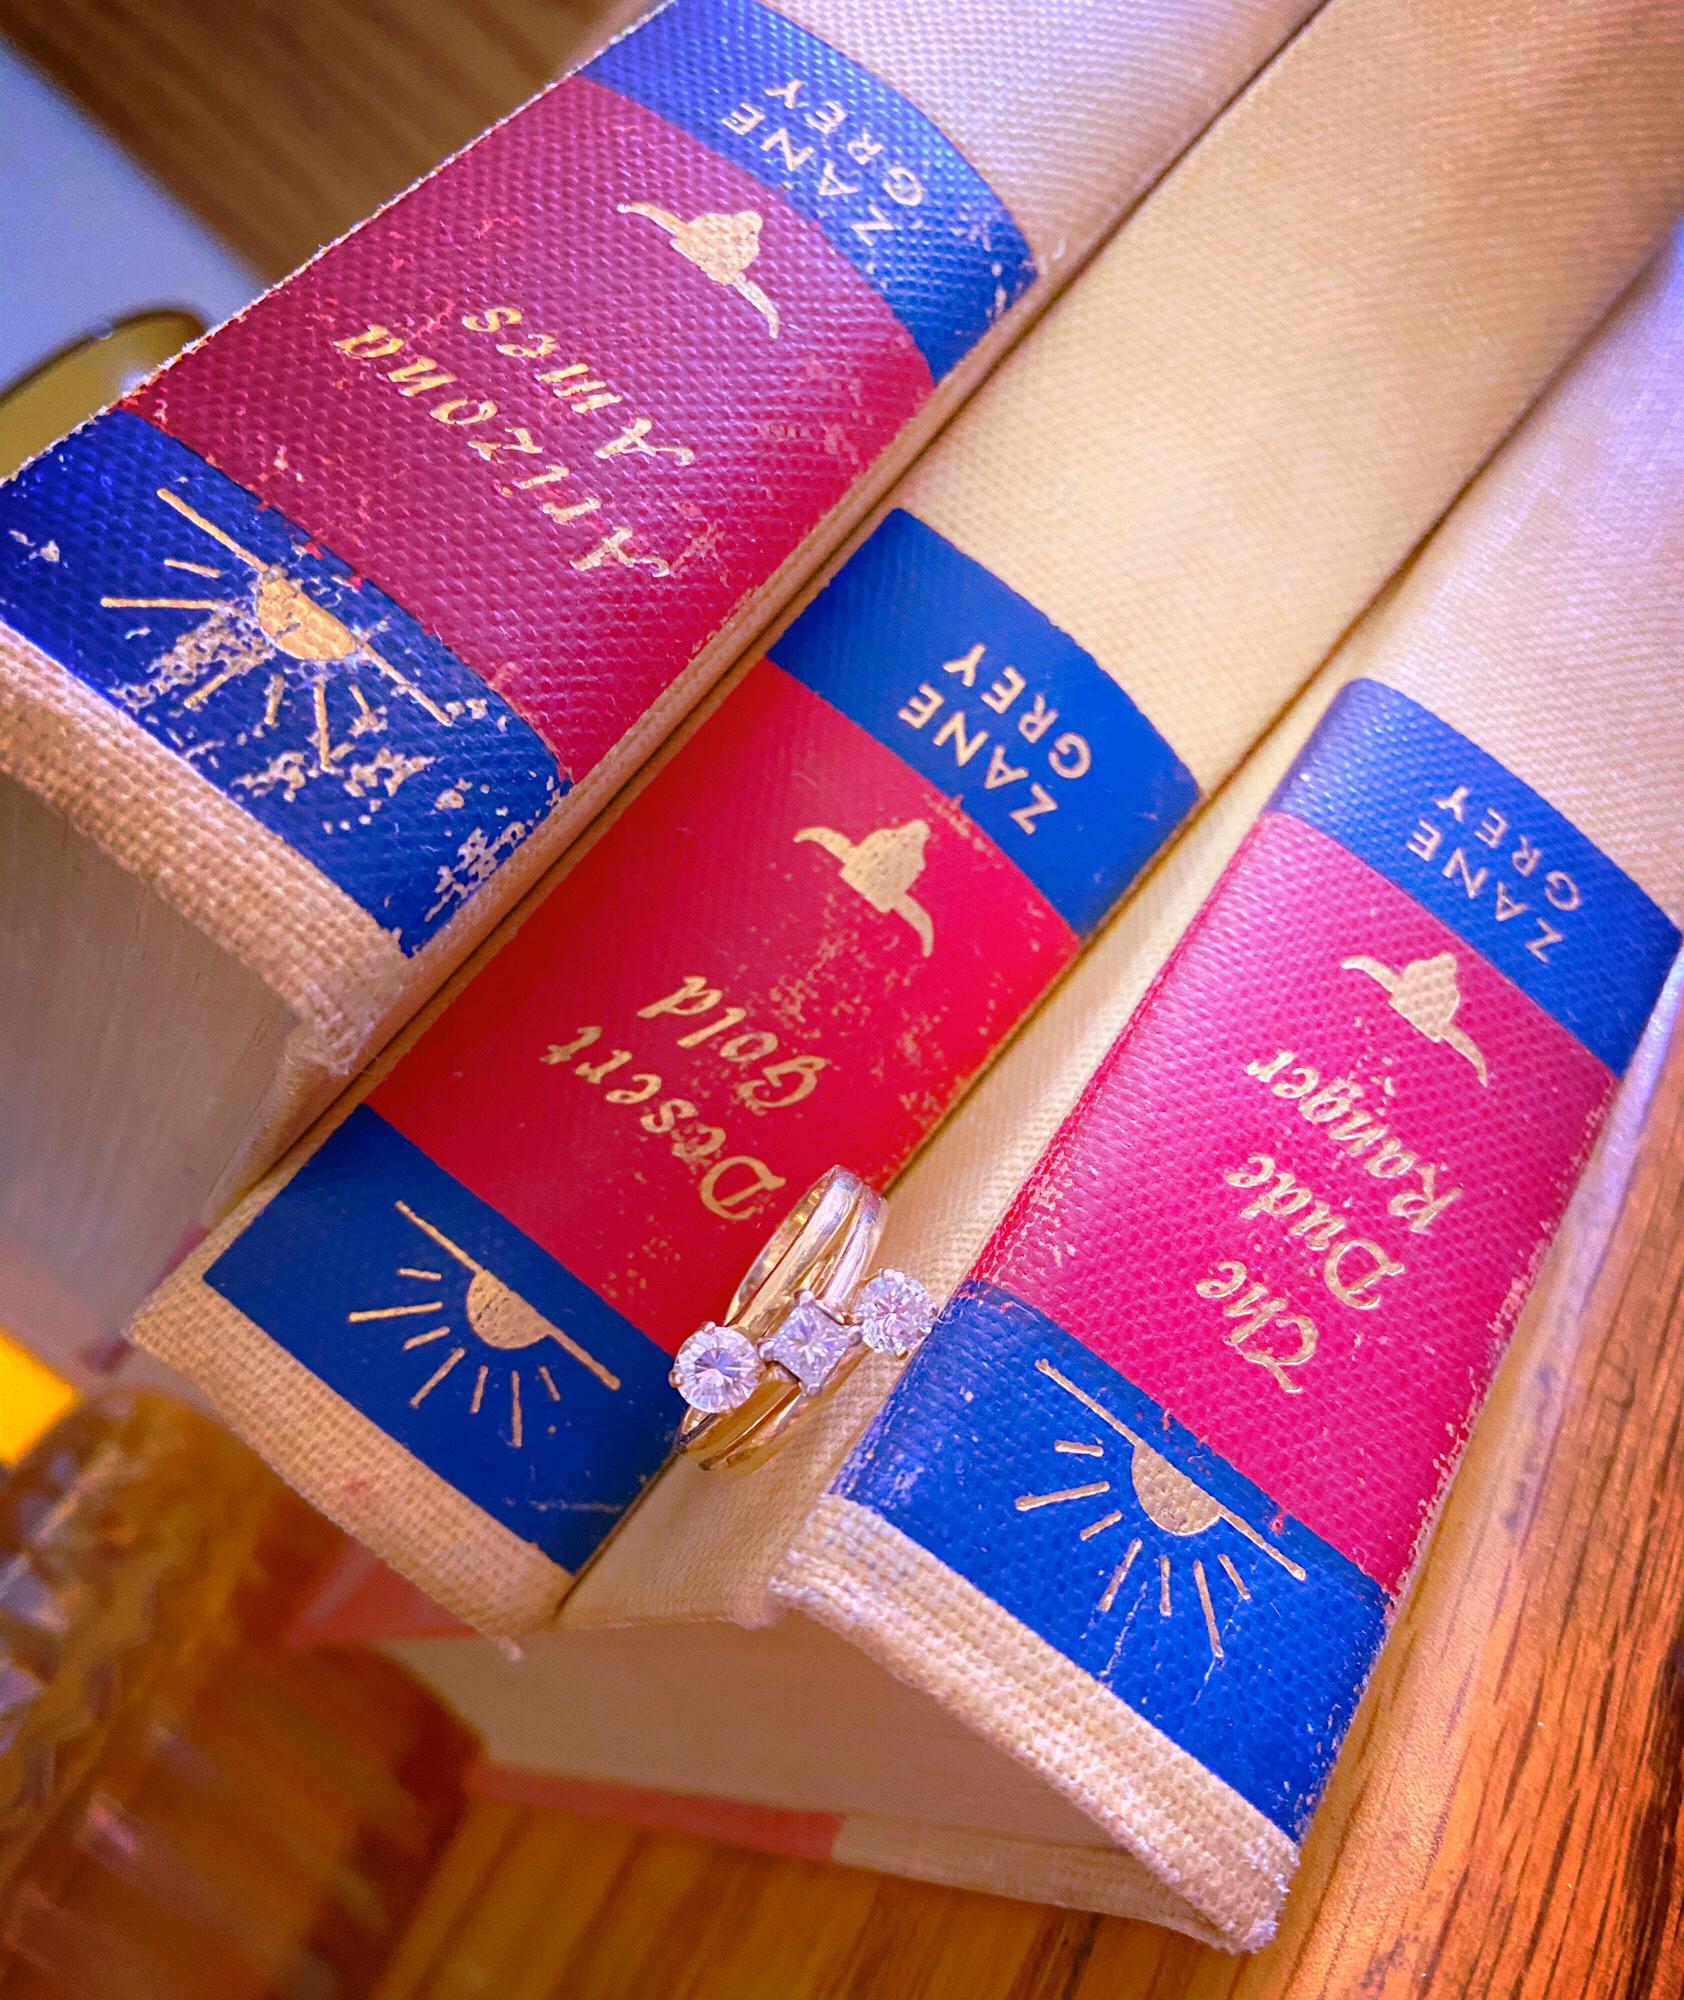 ZANE
GREY
Arizona
Ames
ZANE
GREY
Desert
Gold
ZANE
GREY
The
Dude
Ranger